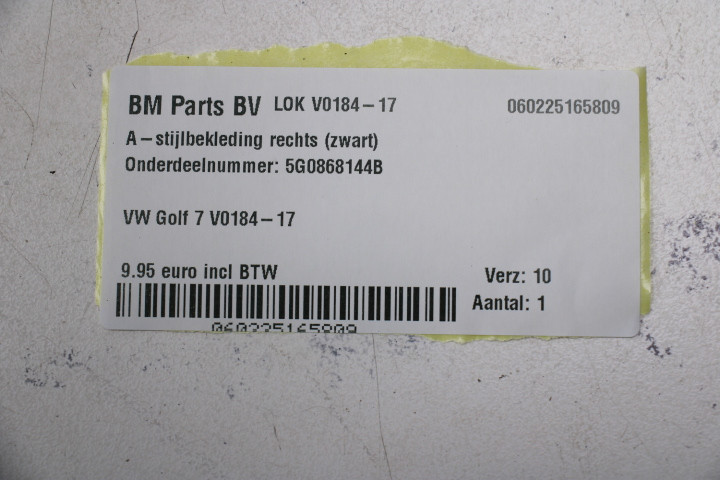 BM Parts BV LOK V0184-17 060225165809
A-stijlbekleding rechts (zwart)
Onderdeelnummer: 5G0868144B
VW Golf 7 V0184-17
9.95 euro incl BTW Verz: 10
Aantal: 1
060225165809